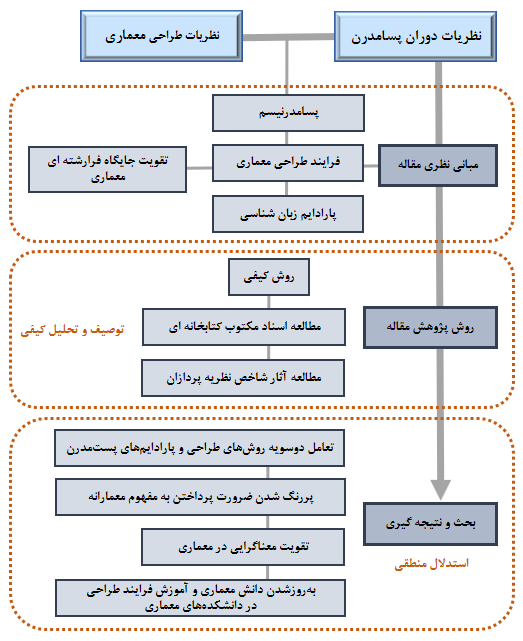 نظریات دوران پسامدرن
نظریات طراحی معماری
پسامدرنیسم
مبانی نظری مقاله
فرایند طراحی معماری
تقویت جایگاه فرارشته ای
معماری
پارادایم زبان شناسی
روش کیفی
روش پژوهش مقاله
مطالعه اسناد مکتوب کتابخانه ای
توصیف و تحلیل کیفی
مطالعه آثار شاخص نظریه پردازان
تعامل دوسویه روش‌های طراحی و پارادایم‌های پست‌مدرن
پررنگ شدن ضرورت پرداختن به مفهوم معمارانه
بحث و نتیجه گیری
تقویت معناگرایی در معماری
استدلال منطقی
به‌روزشدن دانش معماری و آموزش فرایند طراحی
در دانشکده‌های معماری